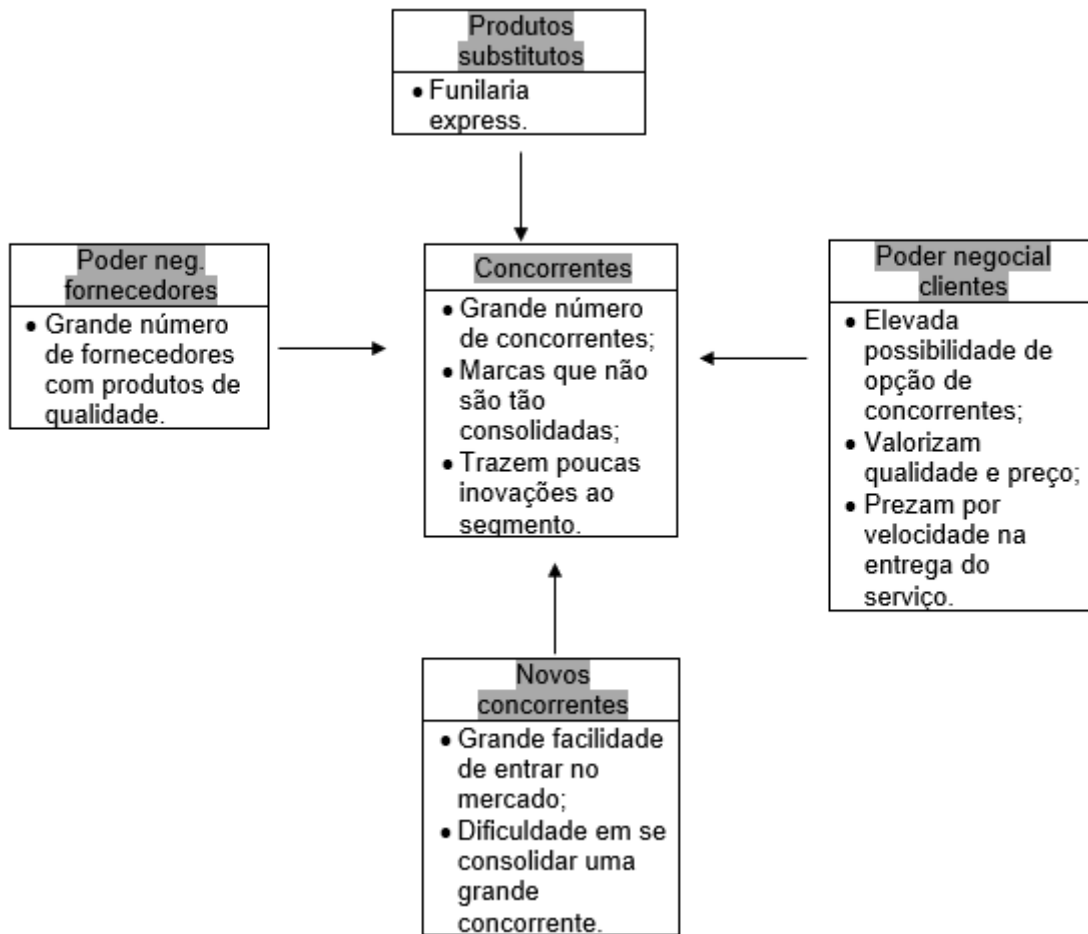 Produtos
substitutos
• Funilaria
express.
Poder neg.
fornecedores
• Grande número
de fornecedores
com produtos de
qualidade.
Concorrentes
• Grande número
de concorrentes;
• Marcas que não
são tão
consolidadas;
• Trazem poucas
inovações ao
segmento.
Poder negocial
clientes
• Elevada
possibilidade de
opção de
concorrentes;
• Valorizam
qualidade e preço;
• Prezam por
velocidade na
entrega do
serviço.
Novos
concorrentes
• Grande facilidade
de entrar no
mercado;
• Dificuldade em se
consolidar uma
grande
concorrente.